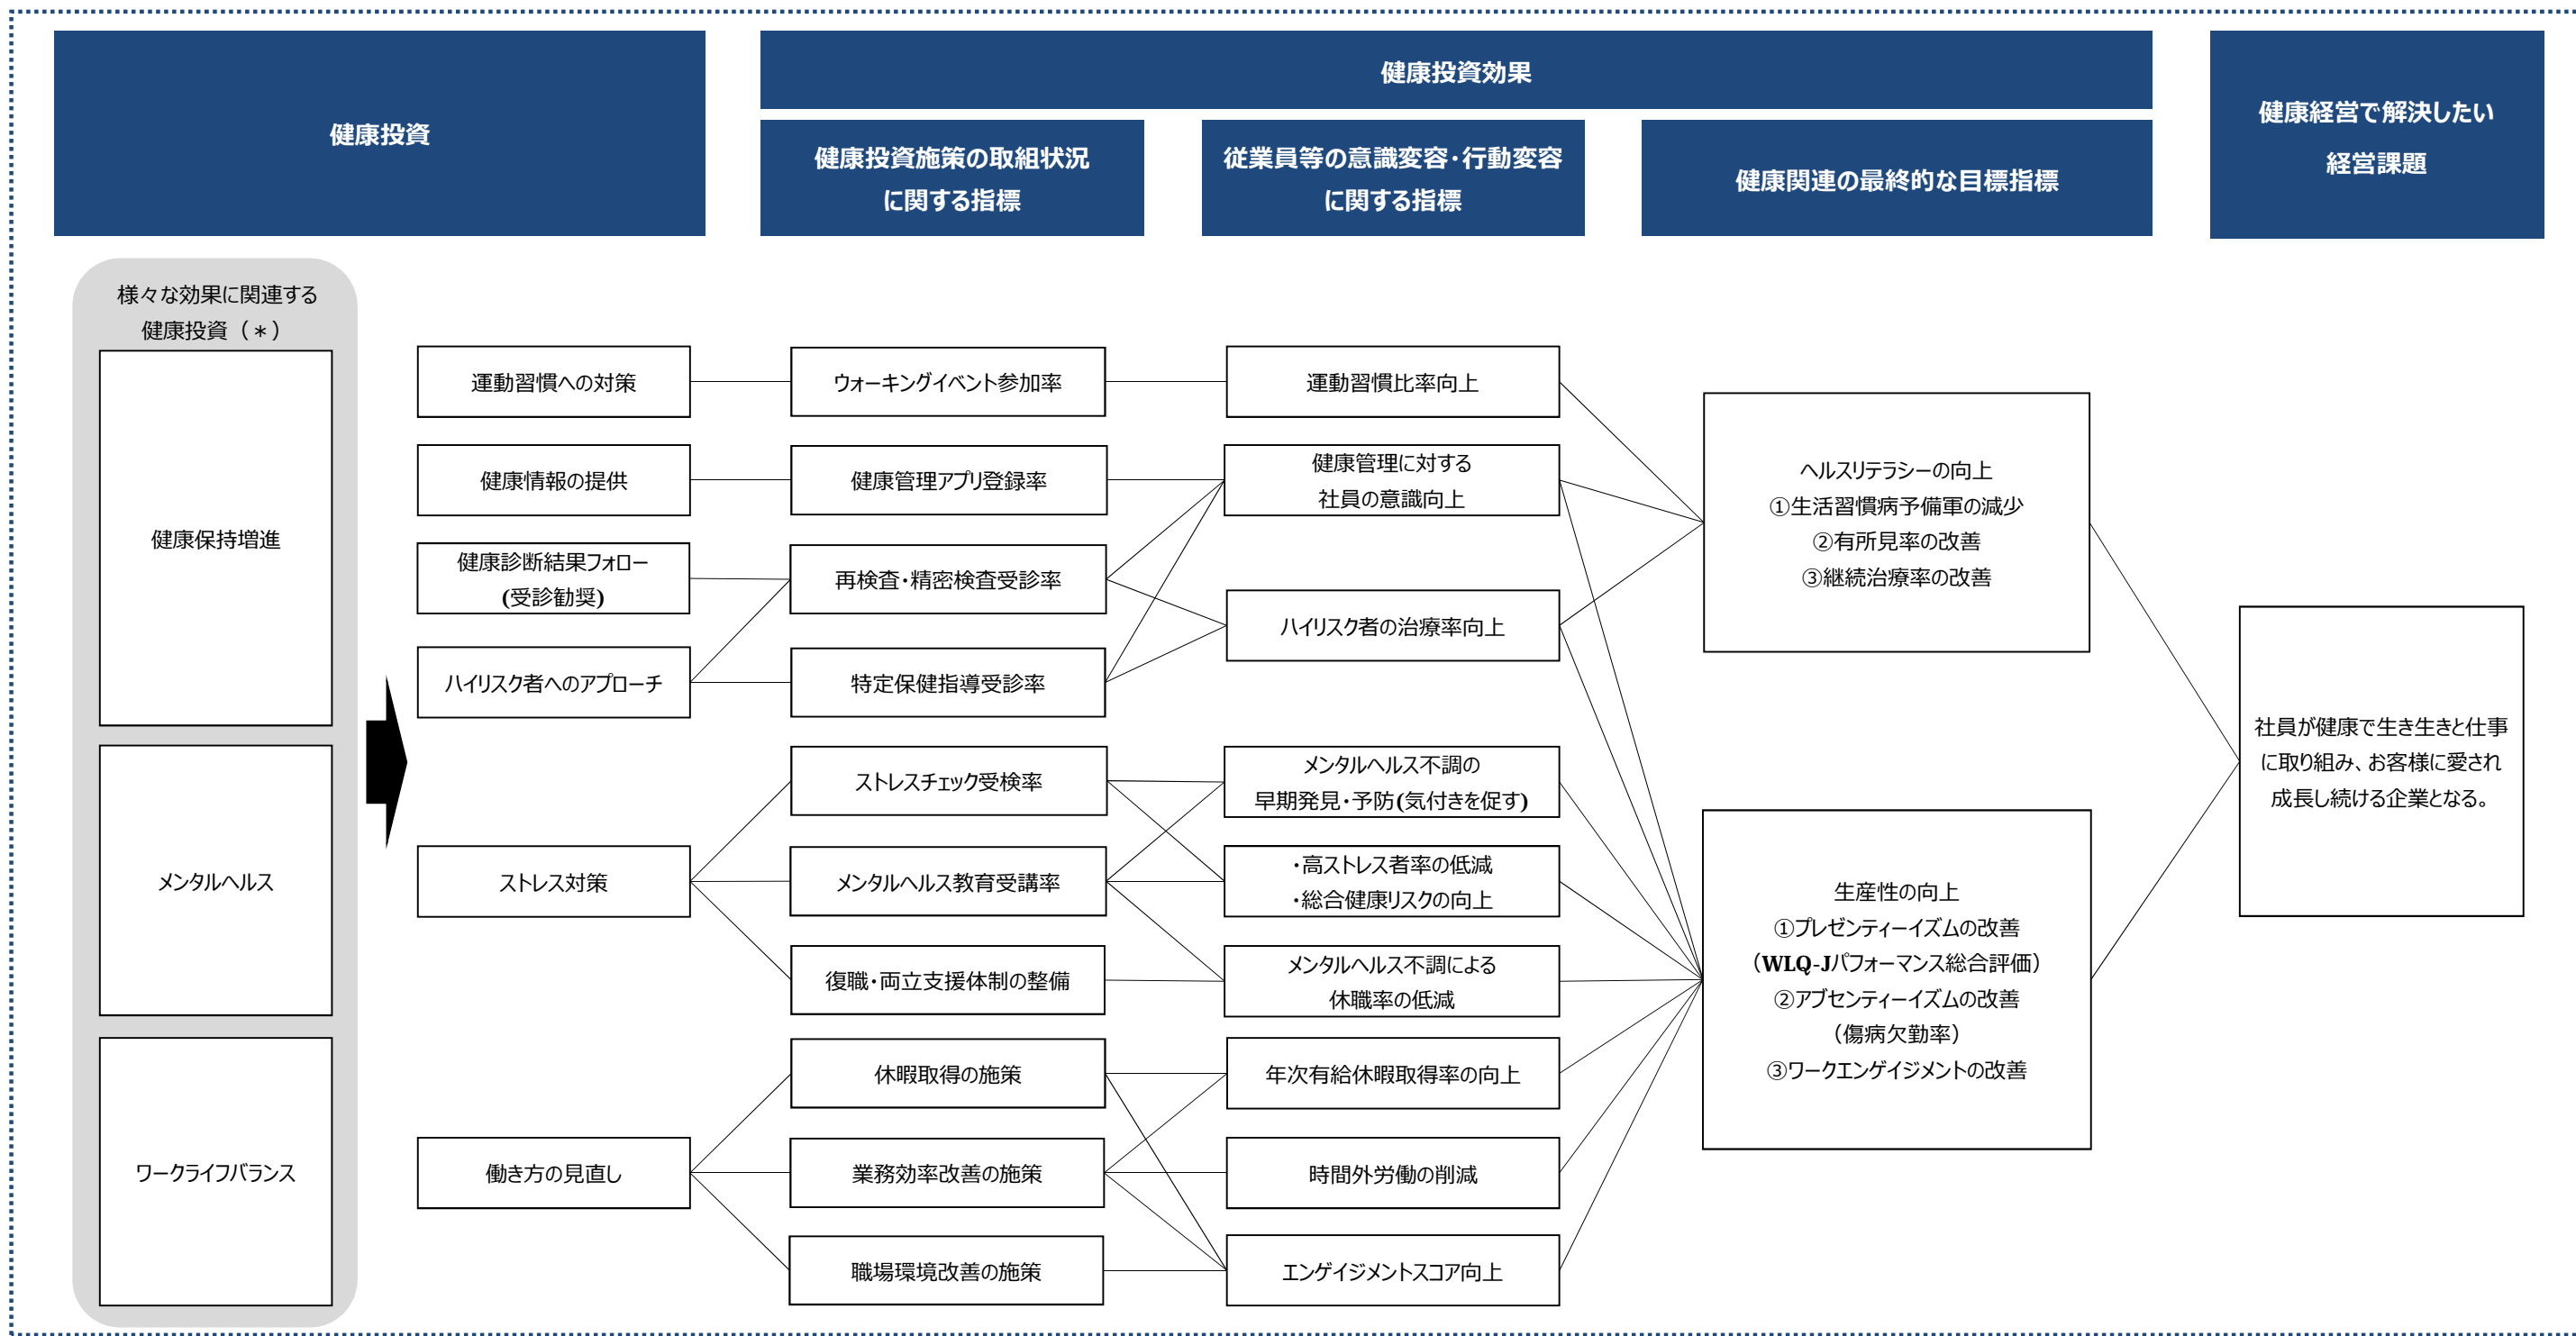 健康投資
健康投資効果
健康投資施策の取組状況
に関する指標
従業員等の意識変容・行動変容
に関する指標
健康関連の最終的な目標指標
健康経営で解決したい
経営課題
様々な効果に関連する
健康投資（＊）
健康保持増進
メンタルヘルス
ワークライフバランス
運動習慣への対策
健康情報の提供
健康診断結果フォロー
(受診勧奨)
ハイリスク者へのアプローチ
ストレス対策
働き方の見直し
ウォーキングイベント参加率
健康管理アプリ登録率
再検査・精密検査受診率
特定保健指導受診率
ストレスチェック受検率
メンタルヘルス教育受講率
復職・両立支援体制の整備
休暇取得の施策
業務効率改善の施策
職場環境改善の施策
運動習慣比率向上
健康管理に対する
社員の意識向上
ハイリスク者の治療率向上
メンタルヘルス不調の
早期発見・予防(気付きを促す)
・高ストレス者率の低減
・総合健康リスクの向上
メンタルヘルス不調による
休職率の低減
年次有給休暇取得率の向上
時間外労働の削減
エンゲイジメントスコア向上
ヘルスリテラシーの向上
①生活習慣病予備軍の減少
②有所見率の改善
③継続治療率の改善
生産性の向上
①プレゼンティーイズムの改善
（WLQ-Jパフォーマンス総合評価）
②アブセンティーイズムの改善
（傷病欠勤率）
③ワークエンゲイジメントの改善
社員が健康で生き生きと仕事
に取り組み、お客様に愛され
成長し続ける企業となる。